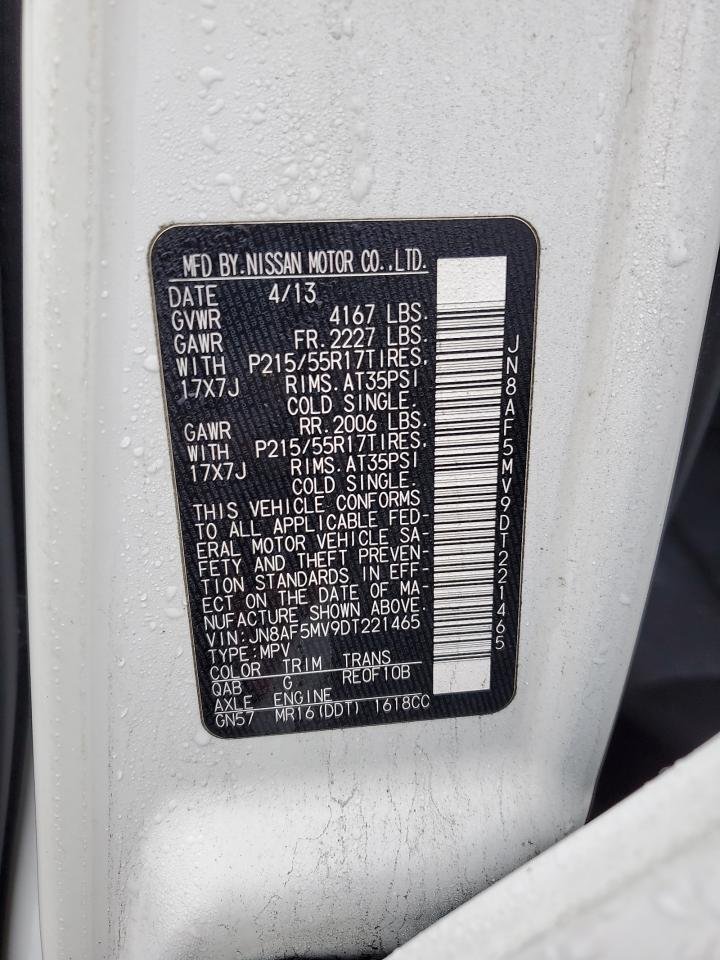 MFD BY.NISSAN MOTOR CO.,LTD.
DATE 4/13
GVWR 4167 LBS.
GAWR FR.2227 LBS.
WITH P215/55R17TIRES,
17X7J RIMS.AT35PSI
COLD SINGLE.
GAWR RR.2006 LBS.
WITH P215/55R17TIRES,
17X7J RIMS.AT35PSI
COLD SINGLE.
THIS VEHICLE CONFORMS
TO ALL APPLICABLE FED-
ERAL MOTOR VEHICLE SA-
FETY AND THEFT PREVEN-
TION STANDARDS IN EFF-
ECT ON THE DATE OF MA-
NUFACTURE SHOWN ABOVE.
VIN:JN8AF5MV9DT221465
TYPE:MPV
COLOR TRIM TRANS
QAB G RE0F10B
AXLE ENGINE
GN57 MR16(DDT) 1618CC
JN8AF5MV9DT221465